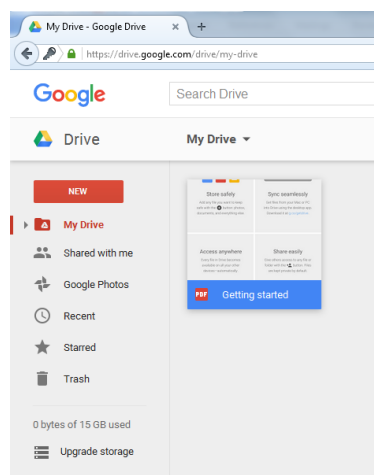 My Drive - Google Drive
https://drive.google.com/drive/my-drive
Google
Search Drive
Drive
My Drive
NEW
My Drive
Shared with me
Google Photos
Recent
Starred
Trash
0 bytes of 15 GB used
Upgrade storage
Store safely
Sync seamlessly
Access anywhere
Share easily
PDF
Getting started